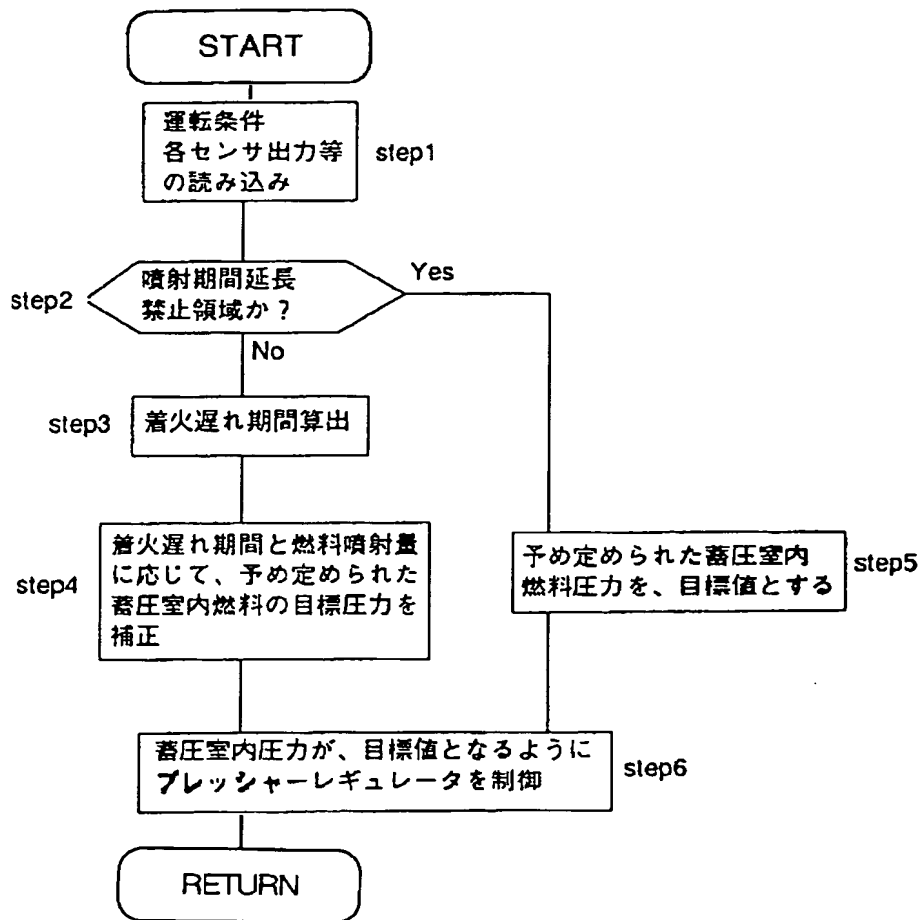 START
運転条件
各センサ出力等
の読み込み
step1
噴射期間延長
禁止領域か？
step2
Yes
No
着火遅れ期間算出
step3
着火遅れ期間と燃料噴射量
に応じて、予め定められた
蓄圧室内燃料の目標圧力を
補正
step4
予め定められた蓄圧室内
燃料圧力を、目標値とする
step5
蓄圧室内圧力が、目標値となるように
プレッシャーレギュレータを制御
step6
RETURN